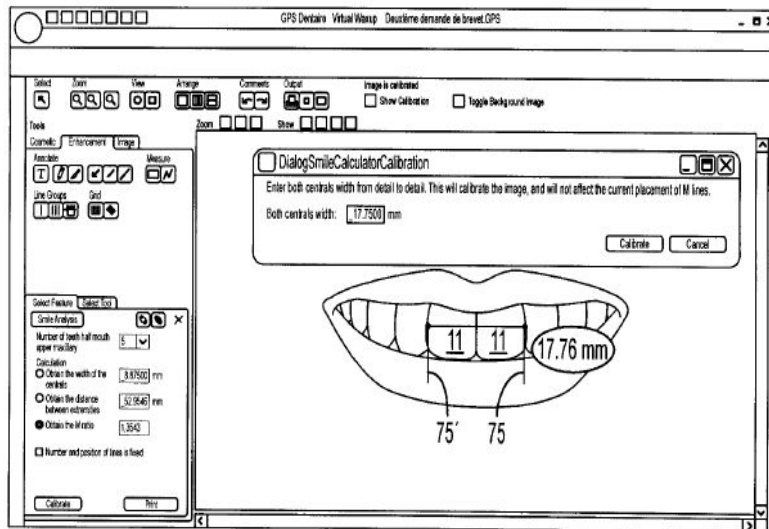 GPS Dentaire Virtual Waxup Deuxième demande de brevet.GPS
Select Zoom View Arrange Comments Output Image is calibrated
Show Calibration Toggle Background Image
Tools
Zoom Show
Cosmetic Enhancement Image
Annotate Measure
T
Line Groups Grid
DialogSmileCalculatorCalibration
Enter both centrals width from detail to detail. This will calibrate the image, and will not affect the current placement of M lines.
Both centrals width: 17.7500 mm
Calibrate Cancel
11 11 17.76 mm
75´ 75
Select Feature Select Tool
Smile Analysis
Number of teeth half mouth
upper maxillary 5
Calculation
Obtain the width of the
centrals 8.87500 mm
Obtain the distance
between extremities 52.9546 mm
Obtain the M ratio 1.3543
Number and position of lines is fixed
Calibrate Print